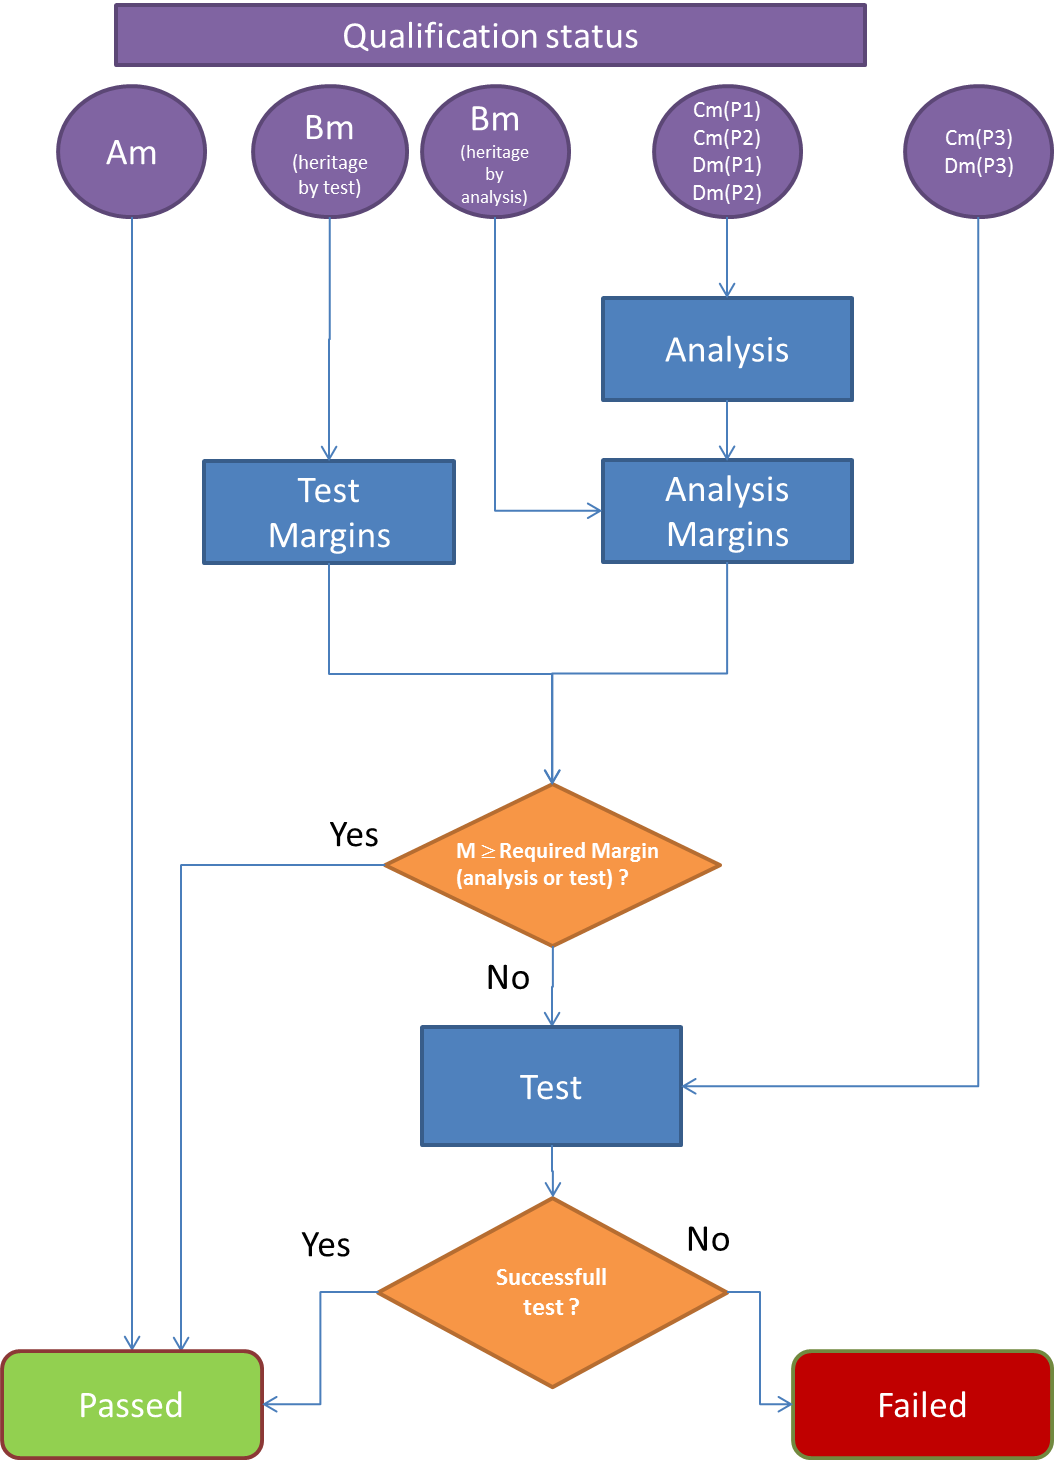 Qualification status
Am
Bm
(heritage
by test)
Bm
(heritage
by
analysis)
Cm(P1)
Cm(P2)
Dm(P1)
Dm(P2)
Cm(P3)
Dm(P3)
Analysis
Test
Margins
Analysis
Margins
Yes
M ≥ Required Margin
(analysis or test) ?
No
Test
Yes
No
Successfull
test ?
Passed
Failed